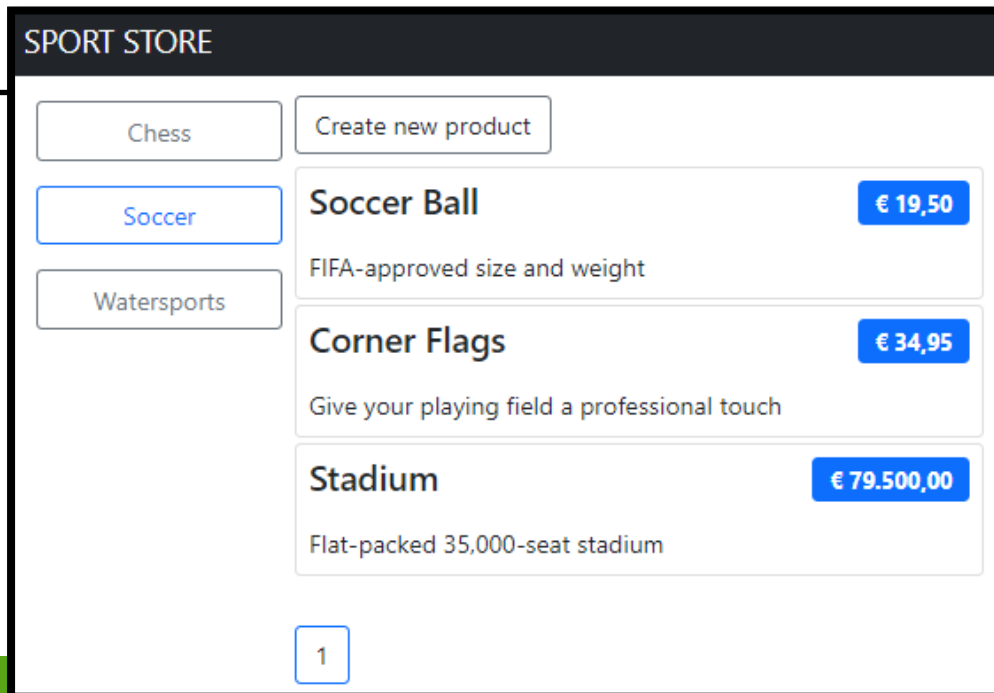 SPORT STORE
Chess
Soccer
Watersports
Create new product
Soccer Ball
€ 19,50
FIFA-approved size and weight
Corner Flags
€ 34,95
Give your playing field a professional touch
Stadium
€ 79.500,00
Flat-packed 35,000-seat stadium
1